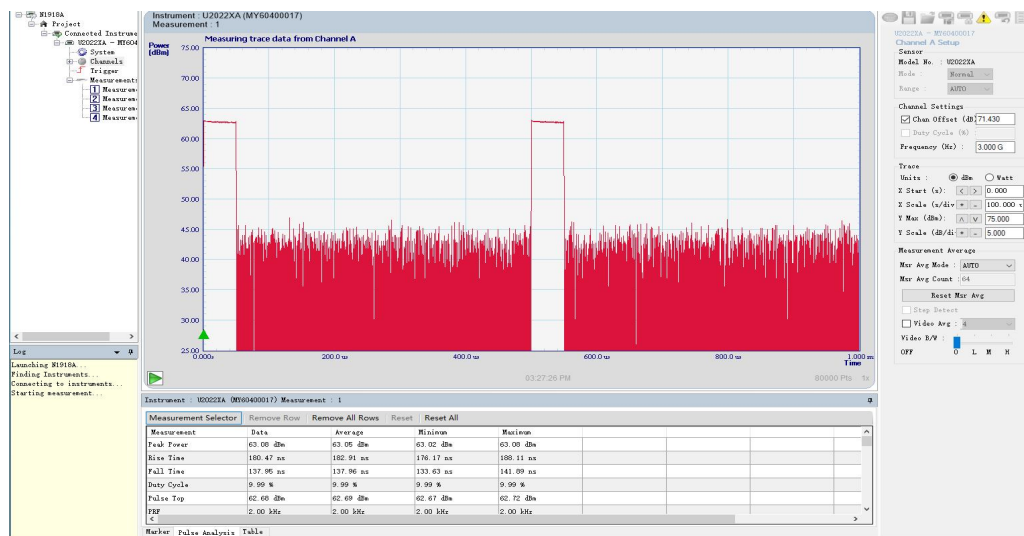 N1918A
Project
Connected Instrume
U2022XA - MY604
System
Channels
Trigger
Measurements
1 Measurem
2 Measurem
3 Measurem
4 Measurem
Log
Launching N1918A...
Finding Instruments...
Connecting to instruments...
Starting measurement...
Instrument : U2022XA (MY60400017)
Measurement : 1
Measuring trace data from Channel A
Power
(dBm)
75.00
70.00
65.00
60.00
55.00
50.00
45.00
40.00
35.00
30.00
25.00
0.000s
200.0 us
400.0 us
600.0 us
800.0 us
1.000 m
Time
03:27:26 PM
80000 Pts
1x
Instrument : U2022XA (MY60400017) Measurement : 1
Measurement Selector Remove Row Remove All Rows Reset Reset All
Measurement Data Average Minimum Maximum
Peak Power 63.08 dBm 63.05 dBm 63.02 dBm 63.08 dBm
Rise Time 180.47 ns 182.91 ns 176.17 ns 188.11 ns
Fall Time 137.95 ns 137.96 ns 133.63 ns 141.89 ns
Duty Cycle 9.99 % 9.99 % 9.99 % 9.99 %
Pulse Top 62.68 dBm 62.69 dBm 62.67 dBm 62.72 dBm
PRF 2.00 kHz 2.00 kHz 2.00 kHz 2.00 kHz
Marker Pulse Analysis Table
U2022XA - MY60400017
Channel A Setup
Sensor
Model No. : U2022XA
Mode : Normal
Range : AUTO
Channel Settings
Chan Offset (dB 71.430
Duty Cycle (%)
Frequency (Hz) : 3.000 G
Trace
Units : dBm Watt
X Start (s): < > 0.000
X Scale (s/div + - 100.000
Y Max (dBm): 75.000
Y Scale (dB/di + - 5.000
Measurement Average
Msr Avg Mode : AUTO
Msr Avg Count : 64
Reset Msr Avg
Step Detect
Video Avg : 4
Video B/W :
OFF O L M H